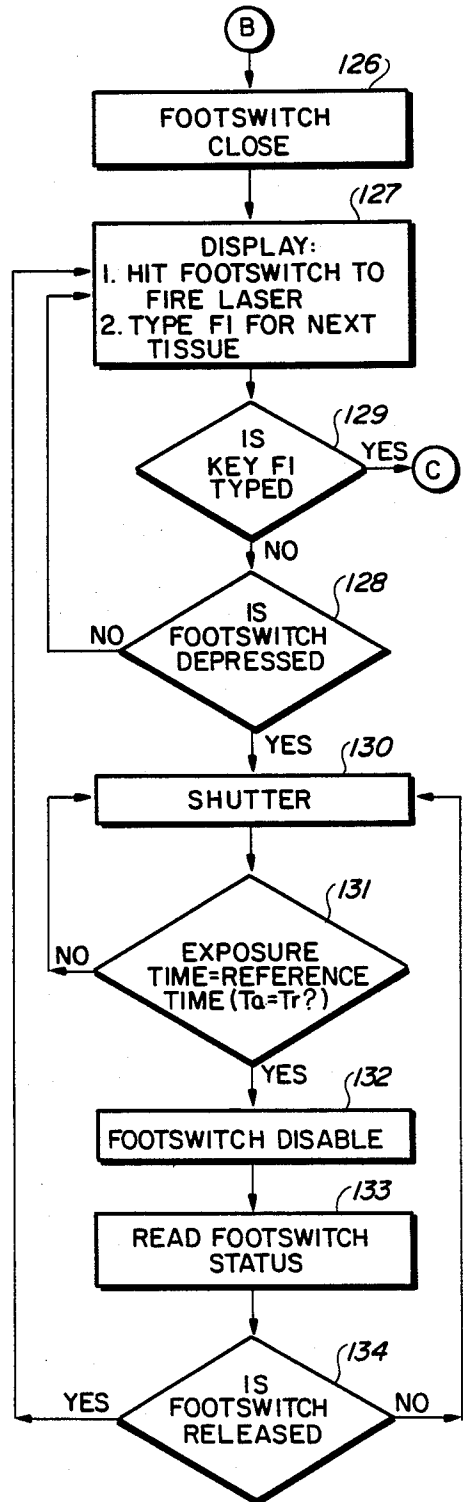 B
126
FOOTSWITCH
CLOSE
127
DISPLAY:
1. HIT FOOTSWITCH TO
FIRE LASER
2. TYPE F1 FOR NEXT
TISSUE
129
IS
KEY F1
TYPED
YES
C
NO
128
IS
FOOTSWITCH
DEPRESSED
NO
YES
130
SHUTTER
131
EXPOSURE
TIME=REFERENCE
TIME (Ta=Tr?)
NO
YES
132
FOOTSWITCH DISABLE
133
READ FOOTSWITCH
STATUS
134
IS
FOOTSWITCH
RELEASED
YES
NO